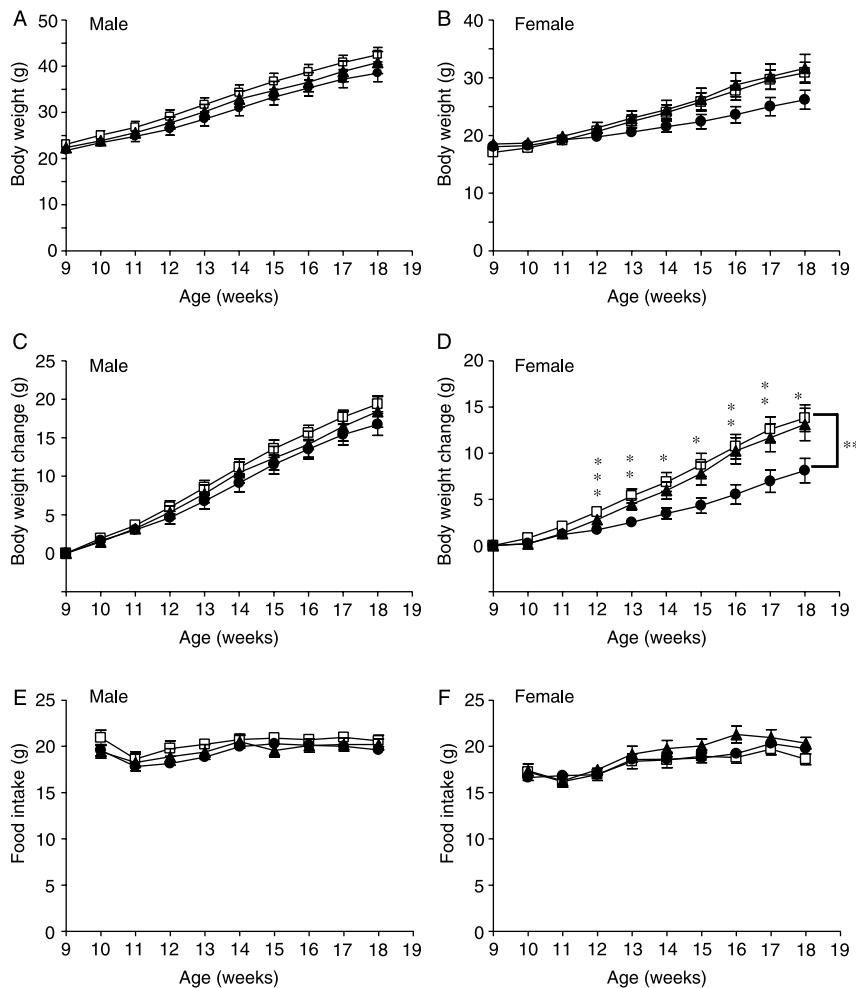 A Male
50
40
30
20
10
0
Body weight (g)
9 10 11 12 13 14 15 16 17 18 19
Age (weeks)
B Female
40
30
20
10
0
Body weight (g)
9 10 11 12 13 14 15 16 17 18 19
Age (weeks)
C Male
25
20
15
10
5
0
Body weight change (g)
9 10 11 12 13 14 15 16 17 18 19
Age (weeks)
D Female
20
15
10
5
0
Body weight change (g)
***
**
*
*
**
**
*
**
9 10 11 12 13 14 15 16 17 18 19
Age (weeks)
E Male
25
20
15
10
5
0
Food intake (g)
9 10 11 12 13 14 15 16 17 18 19
Age (weeks)
F Female
25
20
15
10
5
0
Food intake (g)
9 10 11 12 13 14 15 16 17 18 19
Age (weeks)